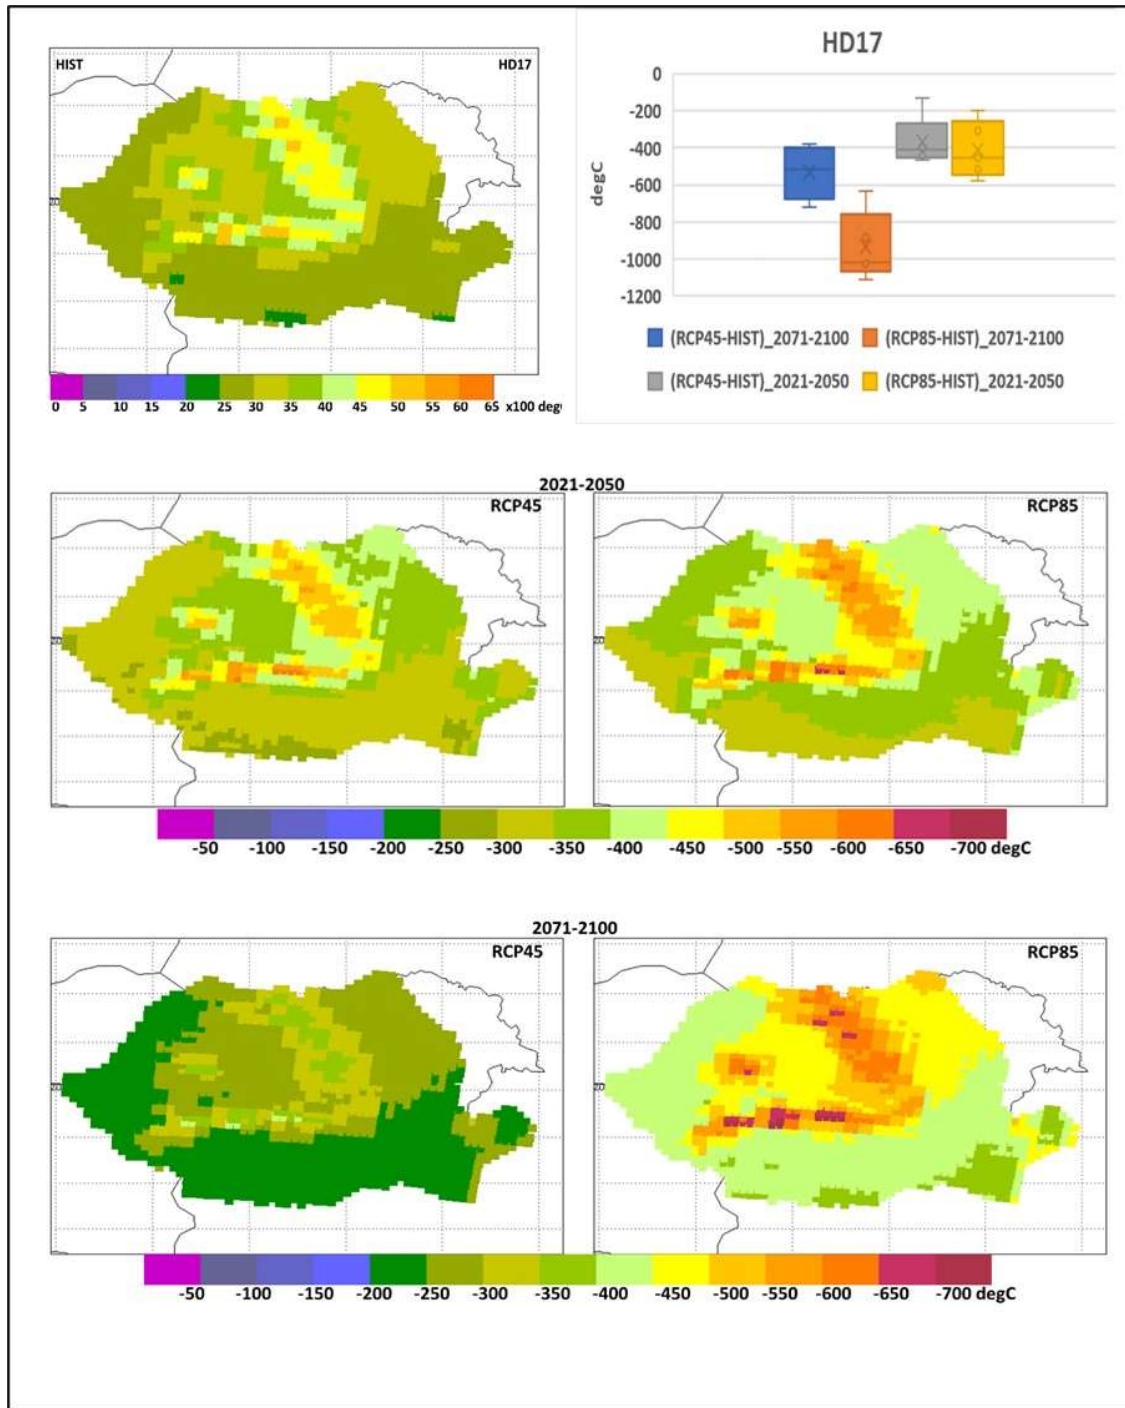 HIST HD17
0 5 10 15 20 25 30 35 40 45 50 55 60 65 x100 deg
HD17
degC
0
-200
-400
-600
-800
-1000
-1200
(RCP45-HIST)_2071-2100 (RCP85-HIST)_2071-2100
(RCP45-HIST)_2021-2050 (RCP85-HIST)_2021-2050
2021-2050
RCP45 RCP85
-50 -100 -150 -200 -250 -300 -350 -400 -450 -500 -550 -600 -650 -700 degC
2071-2100
RCP45 RCP85
-50 -100 -150 -200 -250 -300 -350 -400 -450 -500 -550 -600 -650 -700 degC